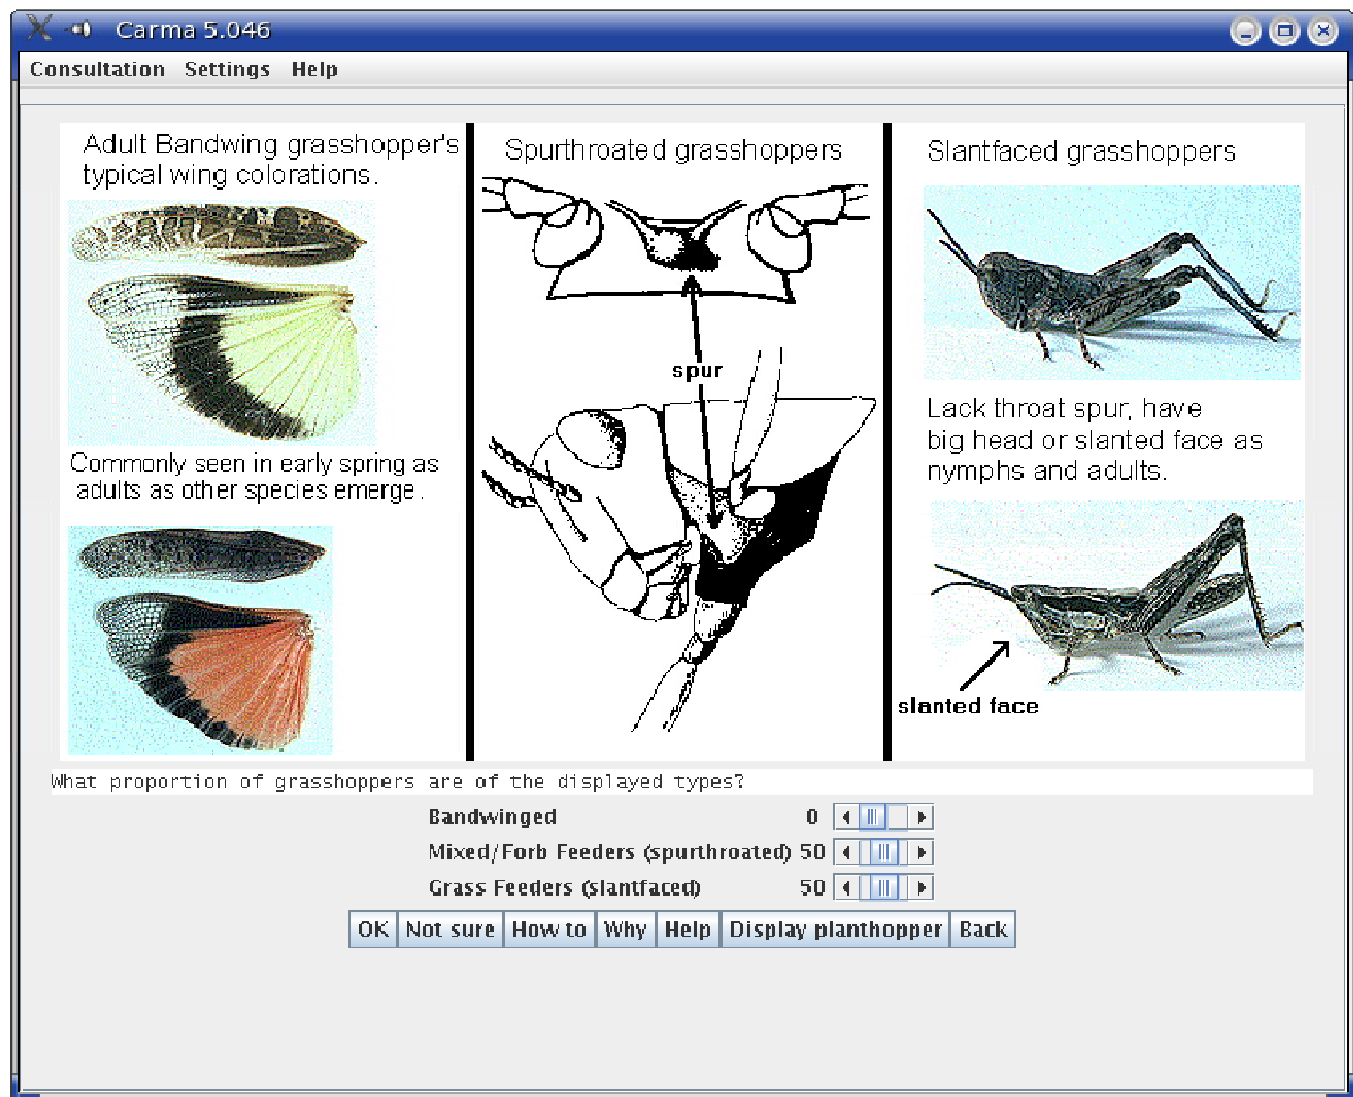 Carma 5.046
Consultation Settings Help
Adult Bandwing grasshopper's
typical wing colorations.
Commonly seen in early spring as
adults as other species emerge.
Spurthroated grasshoppers
spur
Slantfaced grasshoppers
Lack throat spur, have
big head or slanted face as
nymphs and adults.
slanted face
What proportion of grasshoppers are of the displayed types?
Bandwinged 0
Mixed/Forb Feeders (spurthroated) 50
Grass Feeders (slantfaced) 50
OK Not sure How to Why Help Display planthopper Back